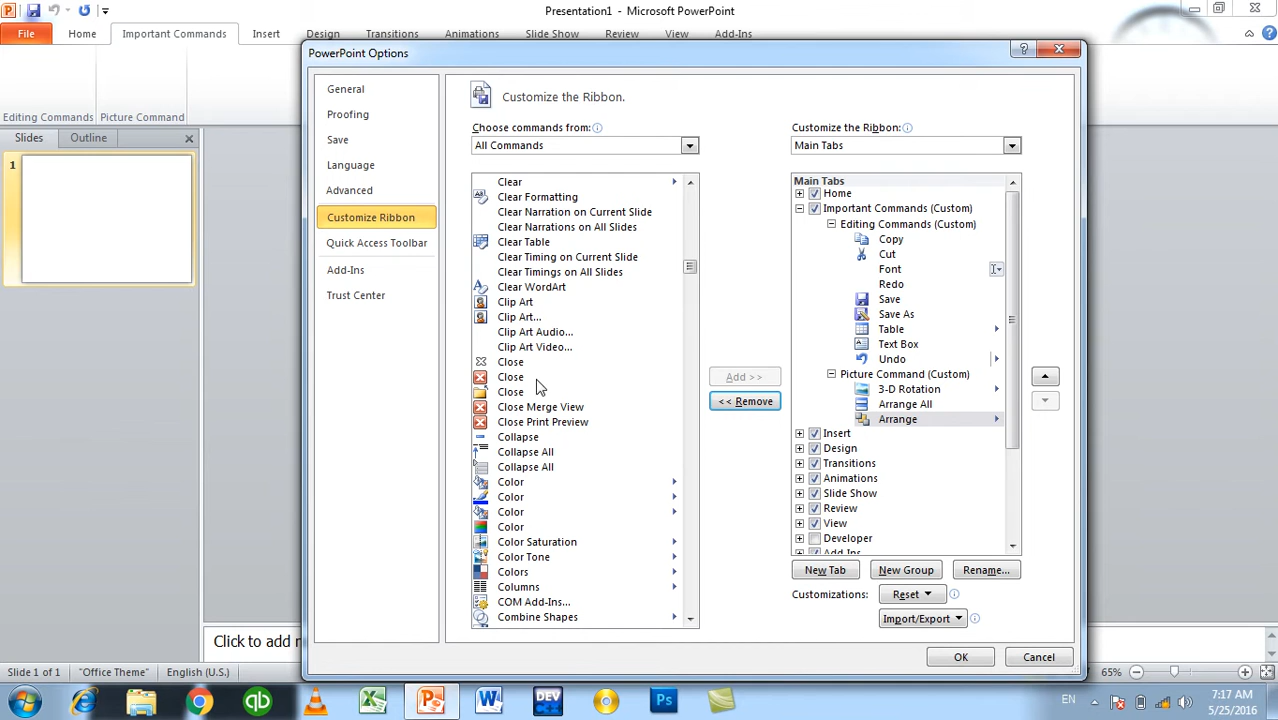 Presentation1 - Microsoft PowerPoint
File Home Important Commands Insert Design Transitions Animations Slide Show Review View Add-Ins
Editing Commands Picture Command
Slides Outline
1
PowerPoint Options
General
Proofing
Save
Language
Advanced
Customize Ribbon
Quick Access Toolbar
Add-Ins
Trust Center
Customize the Ribbon.
Choose commands from:
All Commands
Clear
Clear Formatting
Clear Narration on Current Slide
Clear Narrations on All Slides
Clear Table
Clear Timing on Current Slide
Clear Timings on All Slides
Clear WordArt
Clip Art
Clip Art...
Clip Art Audio...
Clip Art Video...
Close
Close
Close
Close Merge View
Close Print Preview
Collapse
Collapse All
Collapse All
Color
Color
Color
Color
Color Saturation
Color Tone
Colors
Columns
COM Add-Ins...
Combine Shapes
Add >>
<< Remove
Customize the Ribbon:
Main Tabs
Main Tabs
Home
Important Commands (Custom)
Editing Commands (Custom)
Copy
Cut
Font
Redo
Save
Save As
Table
Text Box
Undo
Picture Command (Custom)
3-D Rotation
Arrange All
Arrange
Insert
Design
Transitions
Animations
Slide Show
Review
View
Developer
Add-Ins
New Tab New Group Rename...
Customizations: Reset
Import/Export
OK Cancel
Click to add n
Slide 1 of 1 "Office Theme" English (U.S.) 65%
EN 7:17 AM
5/25/2016